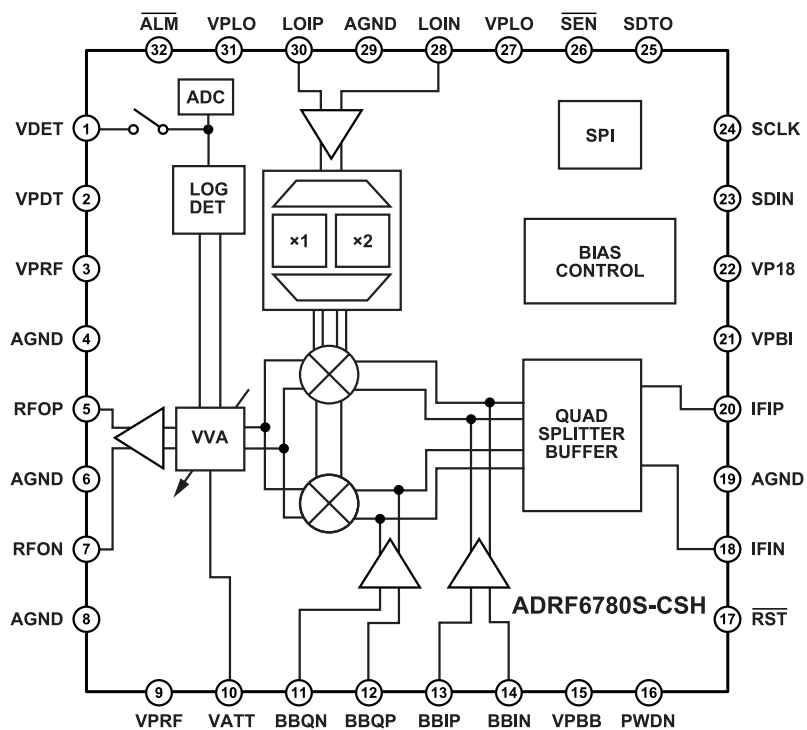 A̅L̅M̅ VPLO LOIP AGND LOIN VPLO S̅E̅N̅ SDTO
32 31 30 29 28 27 26 25
ADC
VDET 1
SPI
24 SCLK
VPDT 2
LOG
DET
23 SDIN
×1 ×2
VPRF 3
BIAS
CONTROL
22 VP18
AGND 4
21 VPBI
RFOP 5
VVA
QUAD
SPLITTER
BUFFER
20 IFIP
AGND 6
19 AGND
RFON 7
18 IFIN
AGND 8
ADRF6780S-CSH
17 R̅S̅T̅
9 10 11 12 13 14 15 16
VPRF VATT BBQN BBQP BBIP BBIN VPBB PWDN